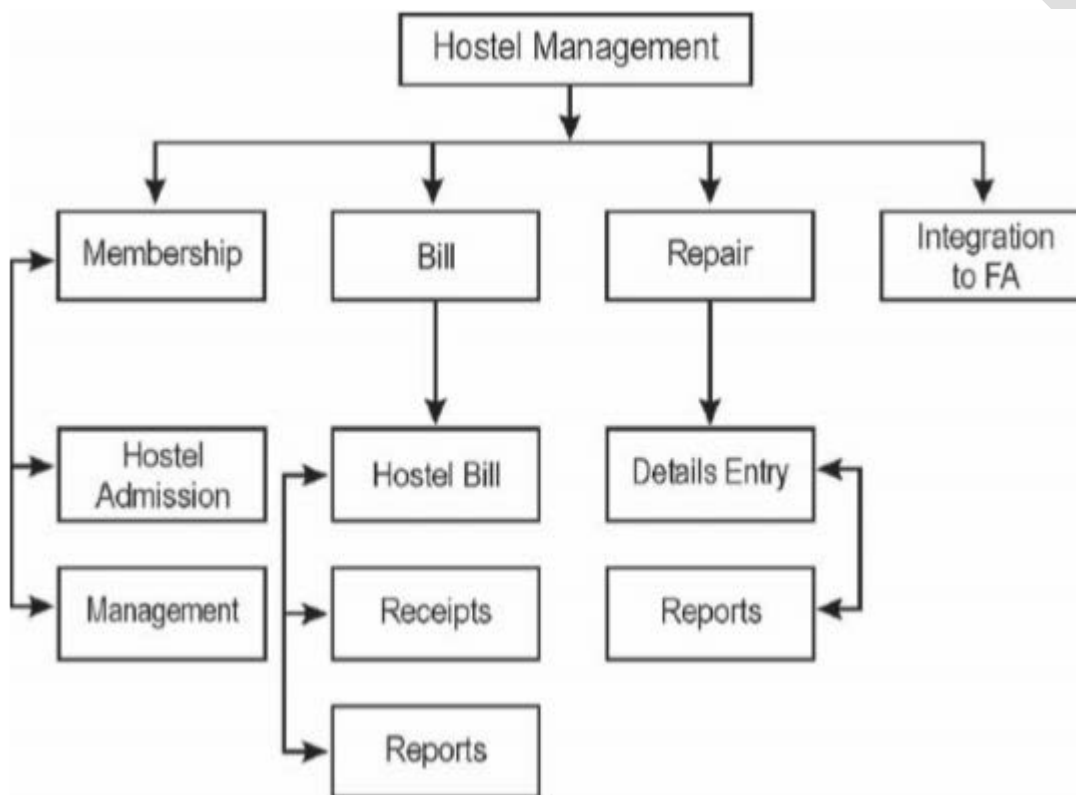 Hostel Management
Membership
Bill
Repair
Integration
to FA
Hostel
Admission
Hostel Bill
Details Entry
Management
Receipts
Reports
Reports